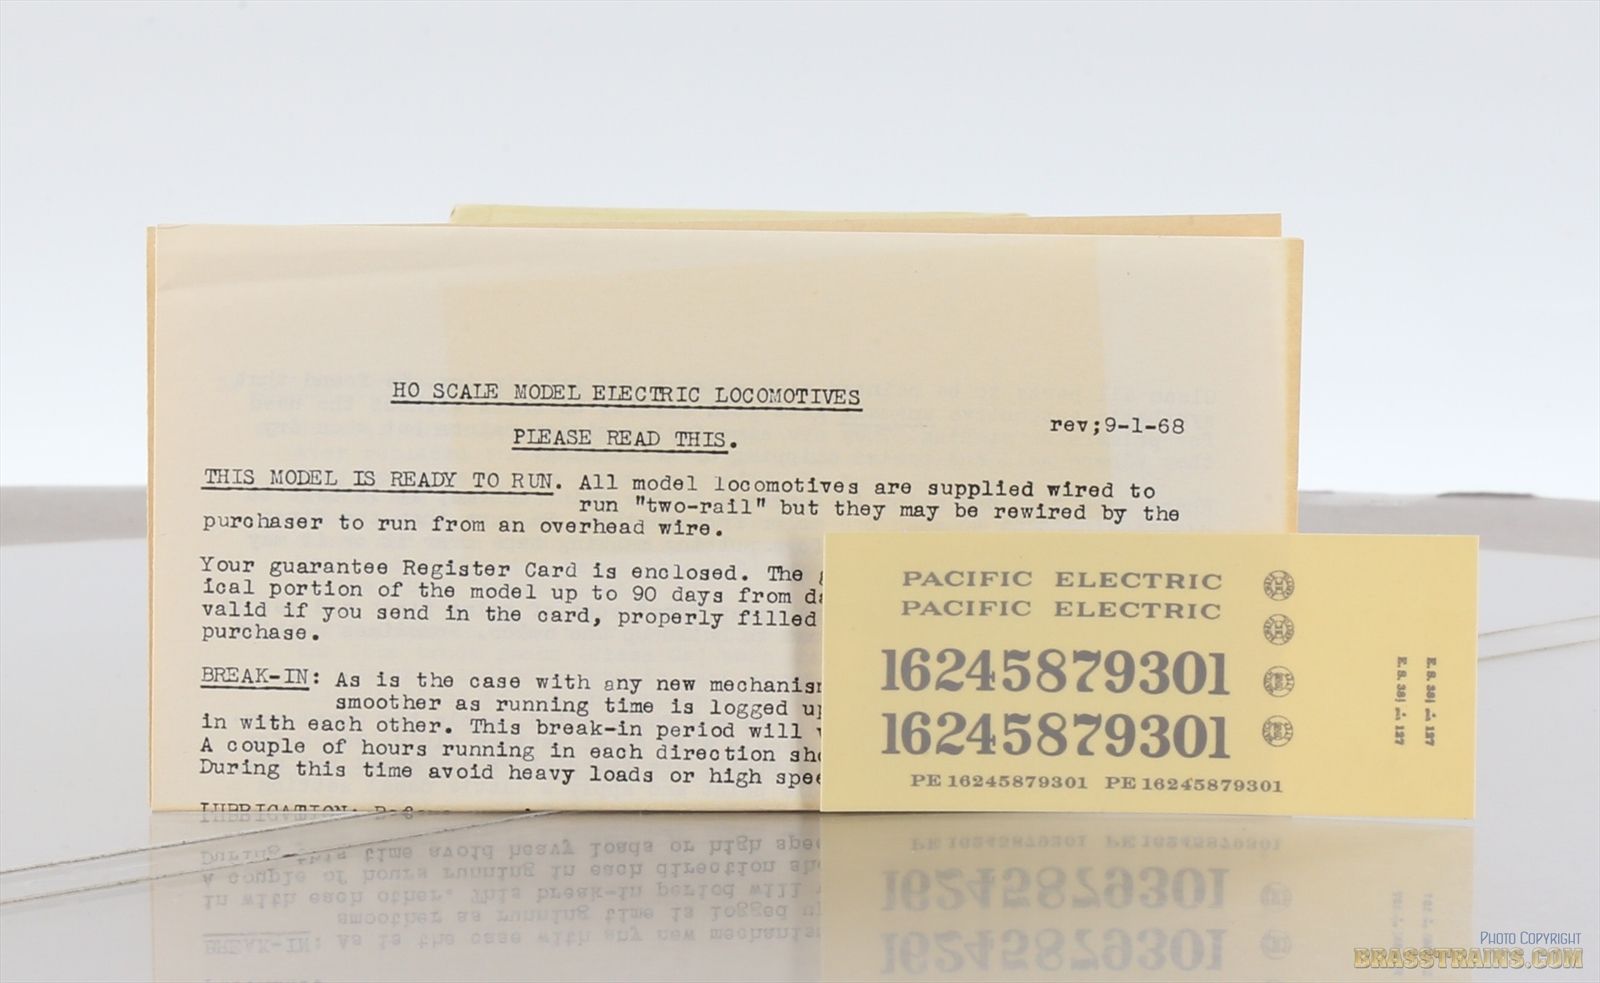 HO SCALE MODEL ELECTRIC LOCOMOTIVES
rev;9-1-68
PLEASE READ THIS.
THIS MODEL IS READY TO RUN. All model locomotives are supplied wired to
run "two-rail" but they may be rewired by the
purchaser to run from an overhead wire.
Your guarantee Register Card is enclosed. The
ical portion of the model up to 90 days from
valid if you send in the card, properly filled
purchase.
BREAK-IN: As is the case with any new
smoother as running time is logged
in with each other. This break-in period will
A couple of hours running in each direction
During this time avoid heavy loads or high
LUBRICATION:
PACIFIC ELECTRIC
PACIFIC ELECTRIC
16245879301
16245879301
PE 16245879301 PE 16245879301
PHOTO COPYRIGHT
BRASSTRAINS.COM